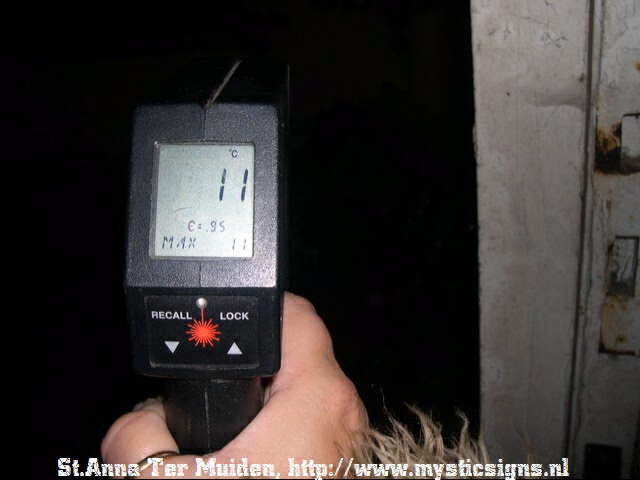 °C
11
Є=.95
MAX 11
RECALL LOCK
St.Anna Ter Muiden, http://www.mysticsigns.nl